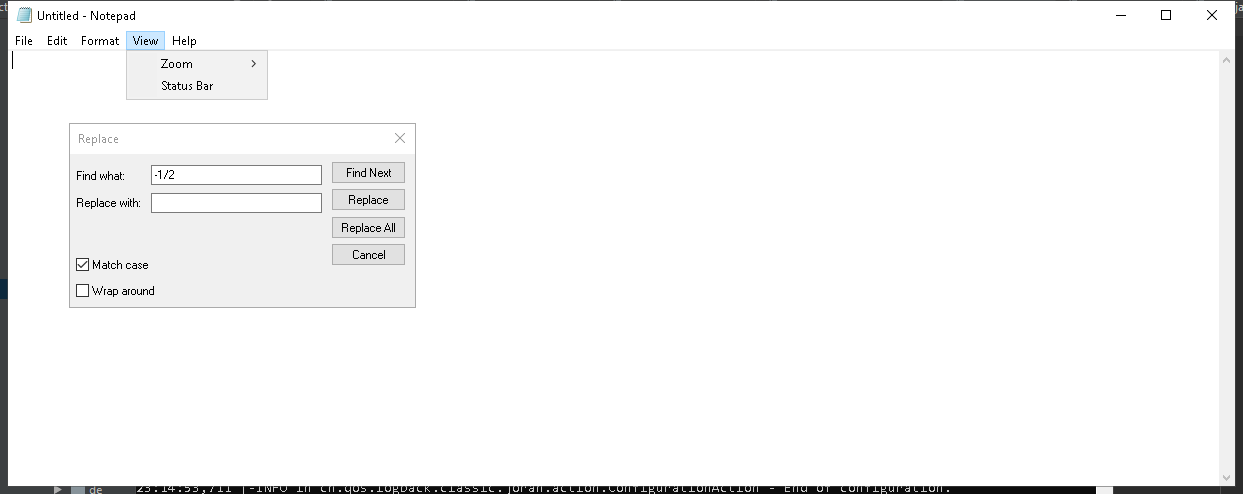 Untitled - Notepad
File Edit Format View Help
Zoom
Status Bar
Replace
Find what: -1/2 Find Next
Replace with: Replace
Replace All
Cancel
Match case
Wrap around
de 23:14:53,711 |-INFO in ch.qos.logback.classic.joran.action.ConfigurationAction - End of configuration.